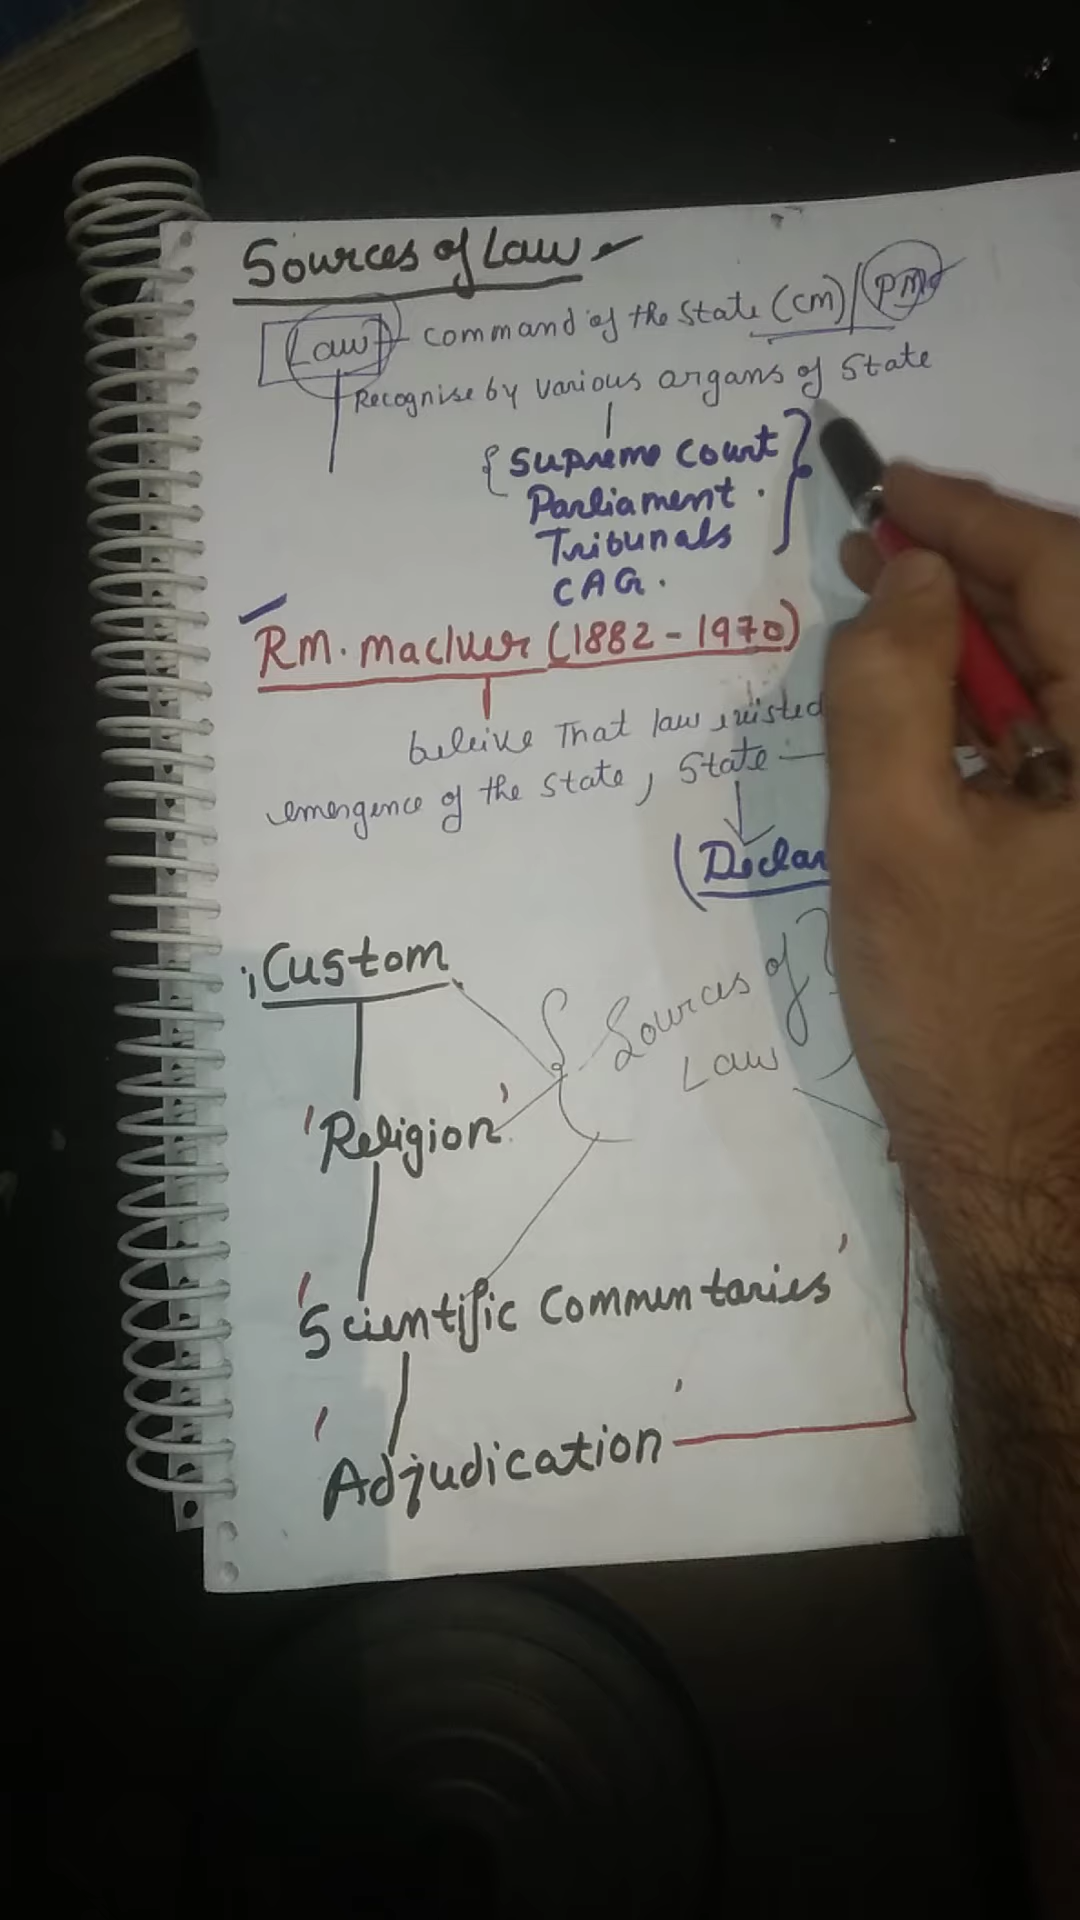 Sources of Law
Law - Command of the State (CM) / PM
Recognise by various organs of State
{ Supreme Court }
Parliament .
Tribunals
CAG .
R.M. MacIver (1882 - 1970)
beleive That law existed
emergence of the state, State —
(Declar
Custom
'Religion'
Sources of
Law
'Scientific Commentaries'
'Adjudication'